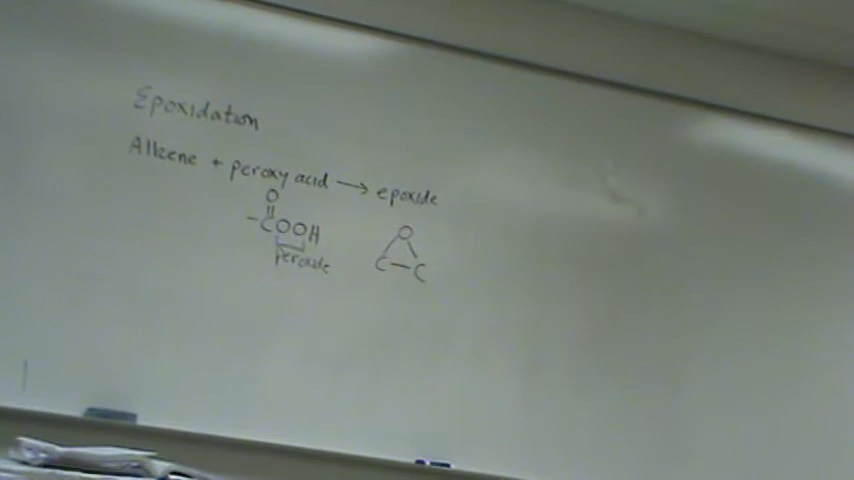 Epoxidation
Alkene + peroxy acid → epoxide
O
-COOH
peroxide
O
C-C